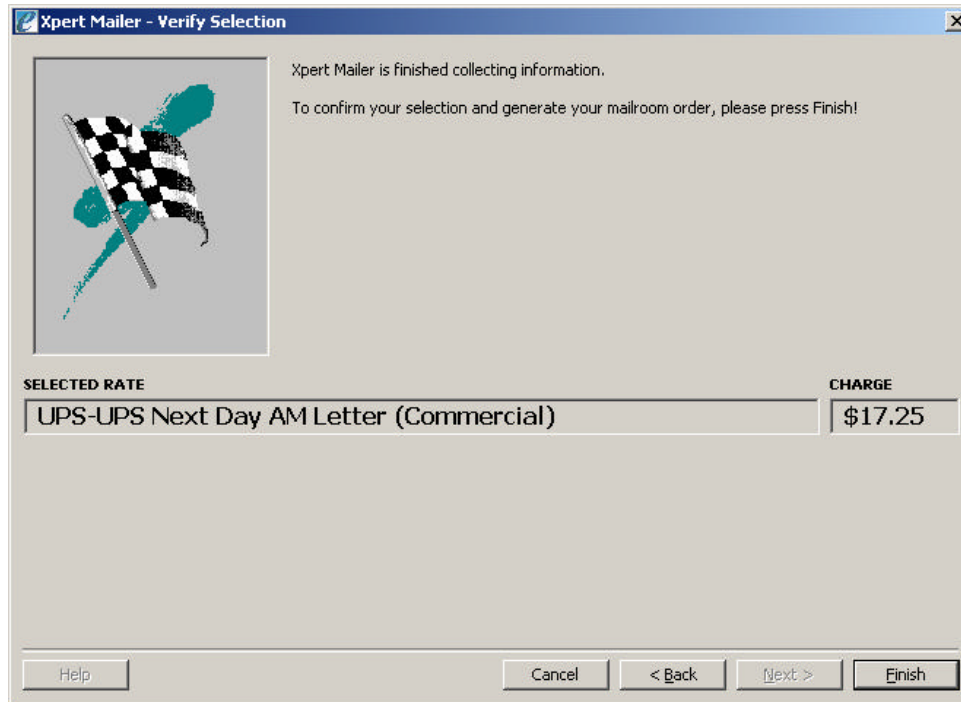 Xpert Mailer - Verify Selection
Xpert Mailer is finished collecting information.
To confirm your selection and generate your mailroom order, please press Finish!
SELECTED RATE
CHARGE
UPS-UPS Next Day AM Letter (Commercial)
$17.25
Help
Cancel
< Back
Next >
Finish